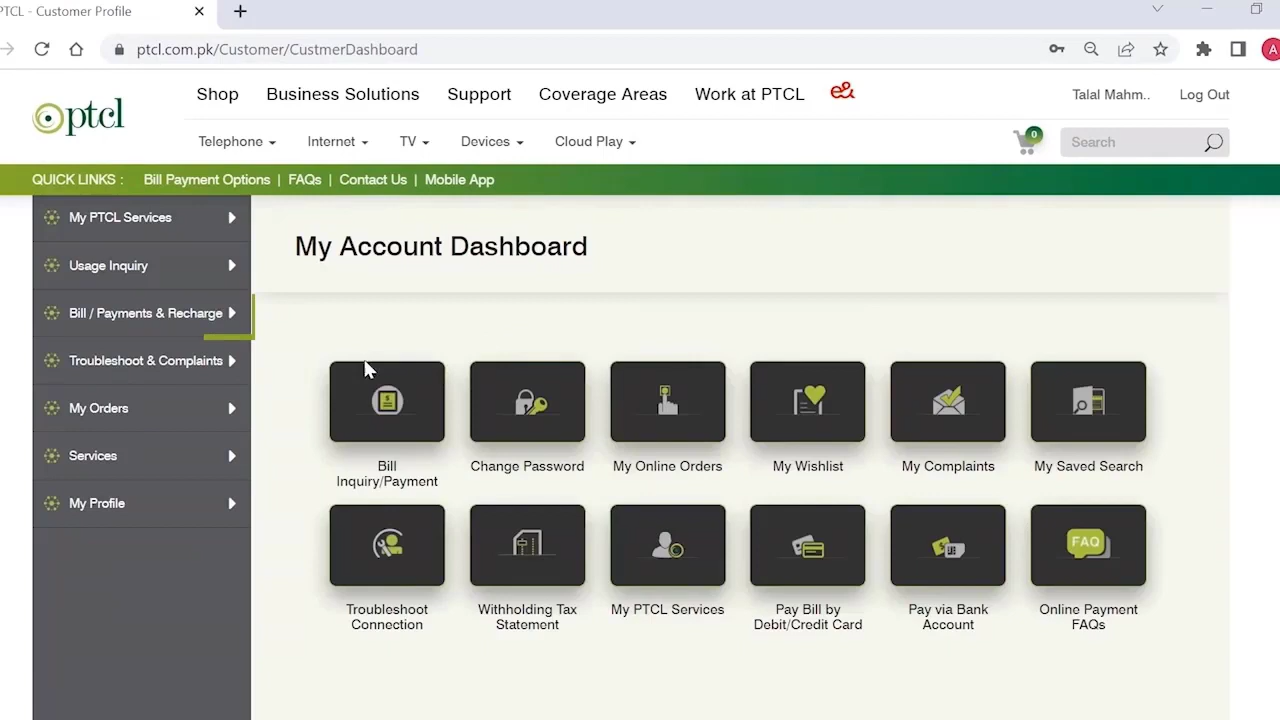 PTCL - Customer Profile
ptcl.com.pk/Customer/CustmerDashboard
A
ptcl
Shop Business Solutions Support Coverage Areas Work at PTCL e& Talal Mahm.. Log Out
Telephone Internet TV Devices Cloud Play 0 Search
QUICK LINKS : Bill Payment Options | FAQs | Contact Us | Mobile App
My PTCL Services
Usage Inquiry
Bill / Payments & Recharge
Troubleshoot & Complaints
My Orders
Services
My Profile
My Account Dashboard
Bill
Inquiry/Payment
Change Password
My Online Orders
My Wishlist
My Complaints
My Saved Search
FAQ
Troubleshoot
Connection
Withholding Tax
Statement
My PTCL Services
Pay Bill by
Debit/Credit Card
Pay via Bank
Account
Online Payment
FAQs